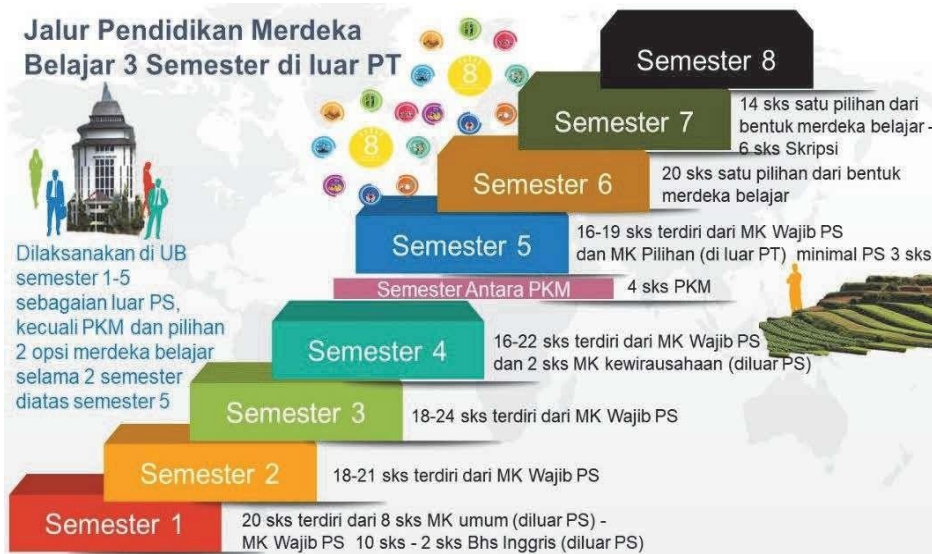 Jalur Pendidikan Merdeka
Belajar 3 Semester di luar PT
8
8
Semester 8
Semester 7
14 sks satu pilihan dari
bentuk merdeka belajar -
6 sks Skripsi
Semester 6
20 sks satu pilihan dari bentuk
merdeka belajar
Semester 5
16-19 sks terdiri dari MK Wajib PS
dan MK Pilihan (di luar PT) minimal PS 3 sks
Semester Antara PKM
4 sks PKM
Dilaksanakan di UB
semester 1-5
sebagaian luar PS,
kecuali PKM dan pilihan
2 opsi merdeka belajar
selama 2 semester
diatas semester 5
Semester 4
16-22 sks terdiri dari MK Wajib PS
dan 2 sks MK kewirausahaan (diluar PS)
Semester 3
18-24 sks terdiri dari MK Wajib PS
Semester 2
18-21 sks terdiri dari MK Wajib PS
Semester 1
20 sks terdiri dari 8 sks MK umum (diluar PS) -
MK Wajib PS 10 sks - 2 sks Bhs Inggris (diluar PS)